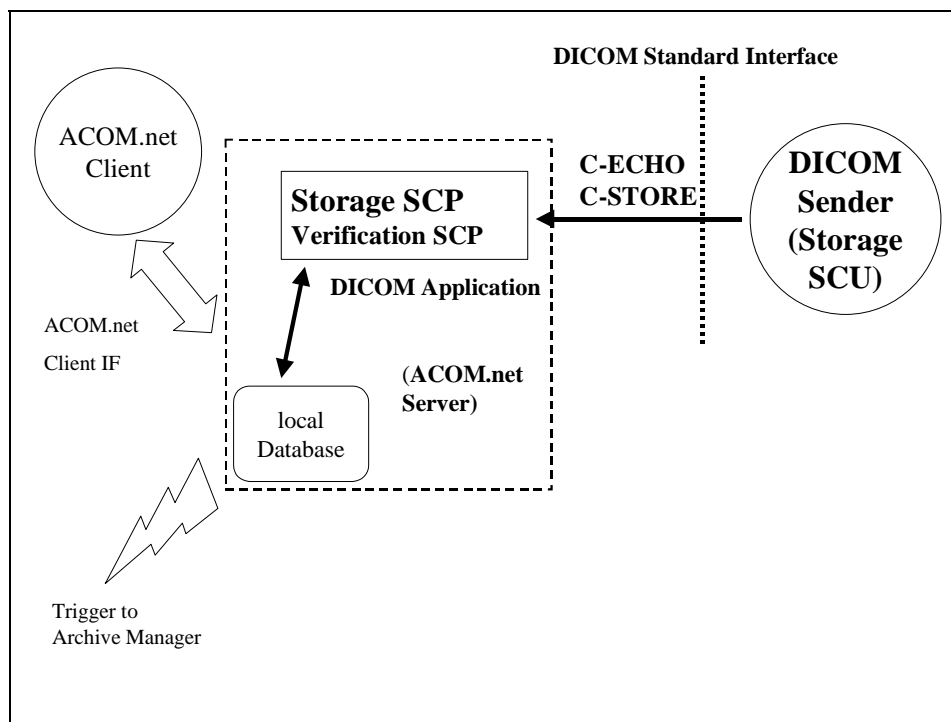 DICOM Standard Interface
ACOM.net
Client
C-ECHO
C-STORE
DICOM
Sender
(Storage
SCU)
Storage SCP
Verification SCP
DICOM Application
ACOM.net
Client IF
(ACOM.net
Server)
local
Database
Trigger to
Archive Manager